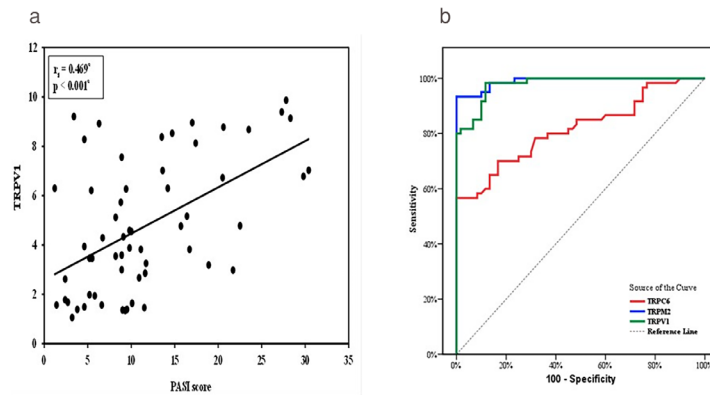 a
b
12
10
8
6
4
2
0
r_s = 0.469*
p < 0.001*
TRPV1
0 5 10 15 20 25 30 35
PASI score
100%
80%
60%
40%
20%
0%
Sensitivity
Source of the Curve
TRPC6
TRPM2
TRPV1
Reference Line
0% 20% 40% 60% 80% 100%
100 - Specificity